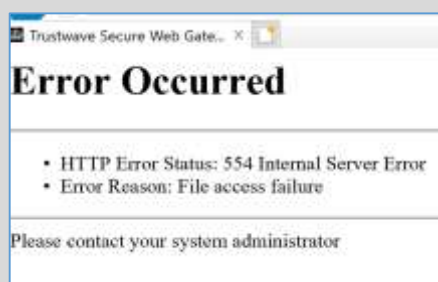 Trustwave Secure Web Gate...
Error Occurred
• HTTP Error Status: 554 Internal Server Error
• Error Reason: File access failure
Please contact your system administrator